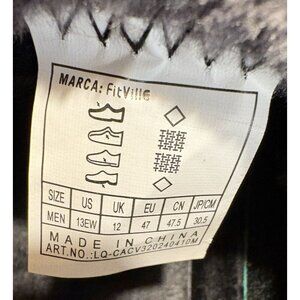 MARCA: FitVille
SIZE US UK EU CN JP/CM
MEN 13EW 12 47 47.5 30.5
MADE IN CHINA
ART.NO.:LQ-CACV320240410M